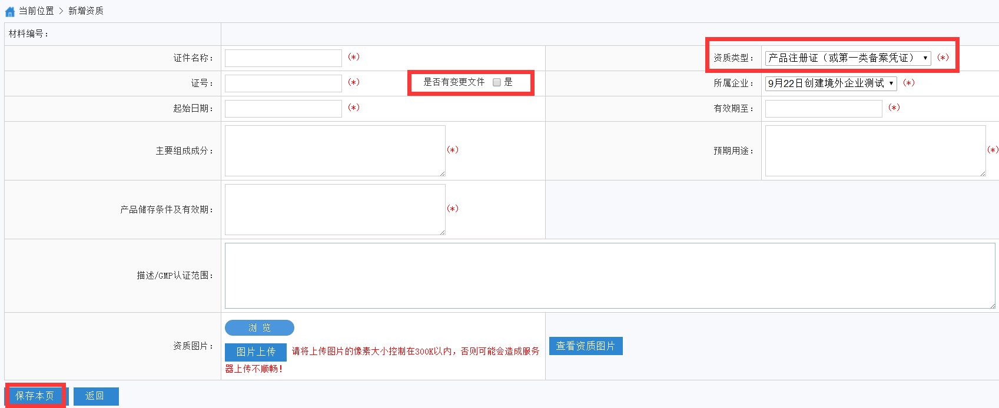 当前位置 > 新增资质
材料编号：
证件名称： (*) 资质类型： 产品注册证（或第一类备案凭证） (*)
证号： (*) 是否有变更文件 是 所属企业： 9月22日创建境外企业测试 (*)
起始日期： (*) 有效期至： (*)
主要组成成分： (*) 预期用途： (*)
产品储存条件及有效期： (*)
描述/GMP认证范围：
浏 览
资质图片： 查看资质图片
图片上传 请将上传图片的像素大小控制在300K以内，否则可能会造成服务
器上传不顺畅！
保存本页 返回